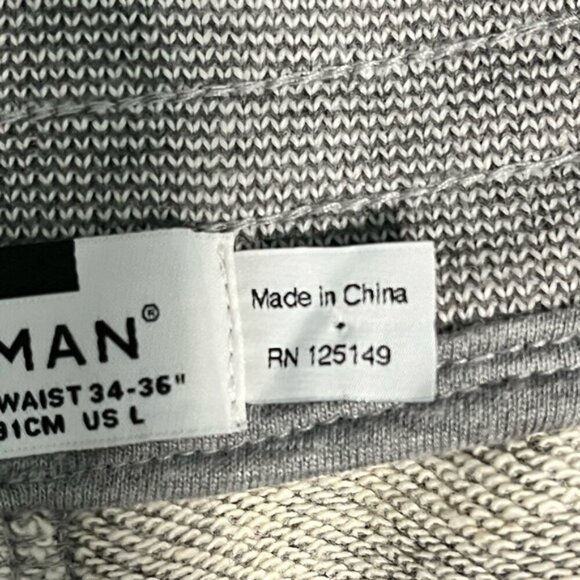 MAN®
WAIST 34-36"
91CM US L
Made in China
RN 125149